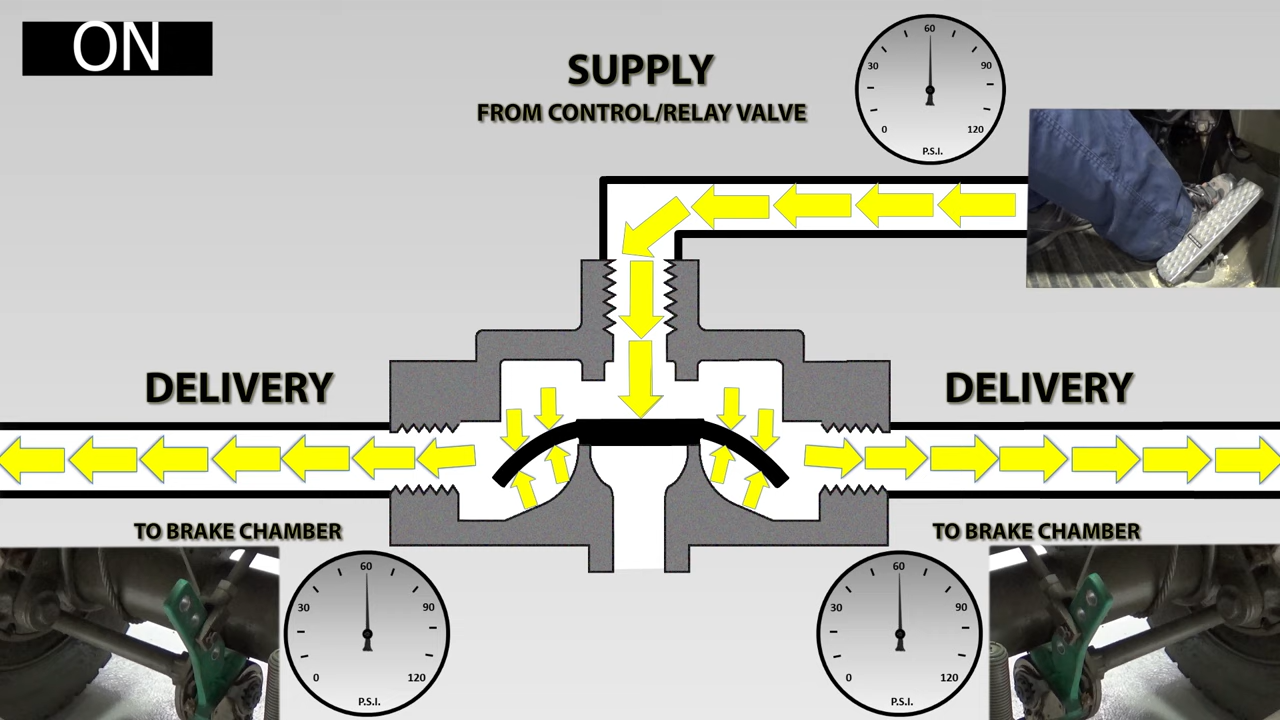 ON
SUPPLY
FROM CONTROL/RELAY VALVE
60
30
90
0
120
P.S.I.
DELIVERY
DELIVERY
TO BRAKE CHAMBER
TO BRAKE CHAMBER
60
30
90
0
120
P.S.I.
60
30
90
0
120
P.S.I.